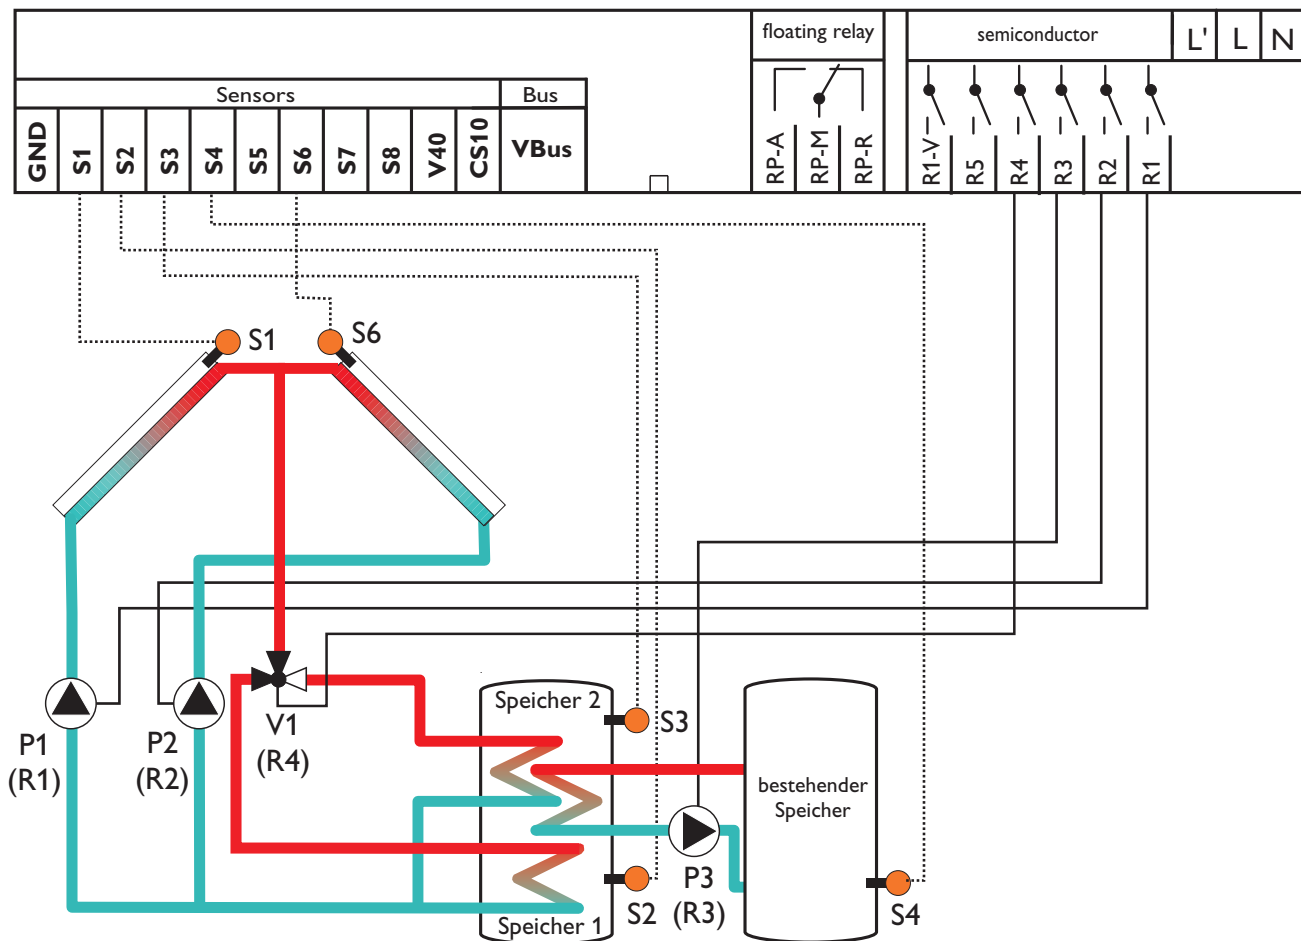 floating relay
semiconductor
L' L N
Sensors
Bus
GND S1 S2 S3 S4 S5 S6 S7 S8 V40 CS10 VBus
RP-A RP-M RP-R
R1-V R5 R4 R3 R2 R1
S1
S6
Speicher 2
S3
P1
(R1)
P2
(R2)
V1
(R4)
bestehender
Speicher
P3
(R3)
S2
S4
Speicher 1